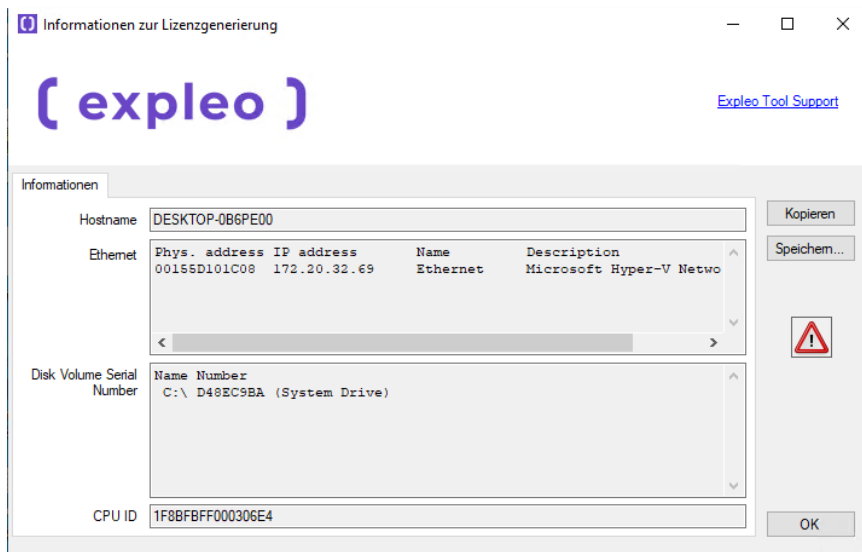 Informationen zur Lizenzgenerierung
( expleo )
Expleo Tool Support
Informationen
Hostname DESKTOP-0B6PE00
Kopieren
Ethernet Phys. address IP address Name Description
Speichern...
00155D101C08 172.20.32.69 Ethernet Microsoft Hyper-V Netwo
Disk Volume Serial Number
Name Number
C:\ D48EC9BA (System Drive)
CPU ID 1F8BFBFF000306E4
OK